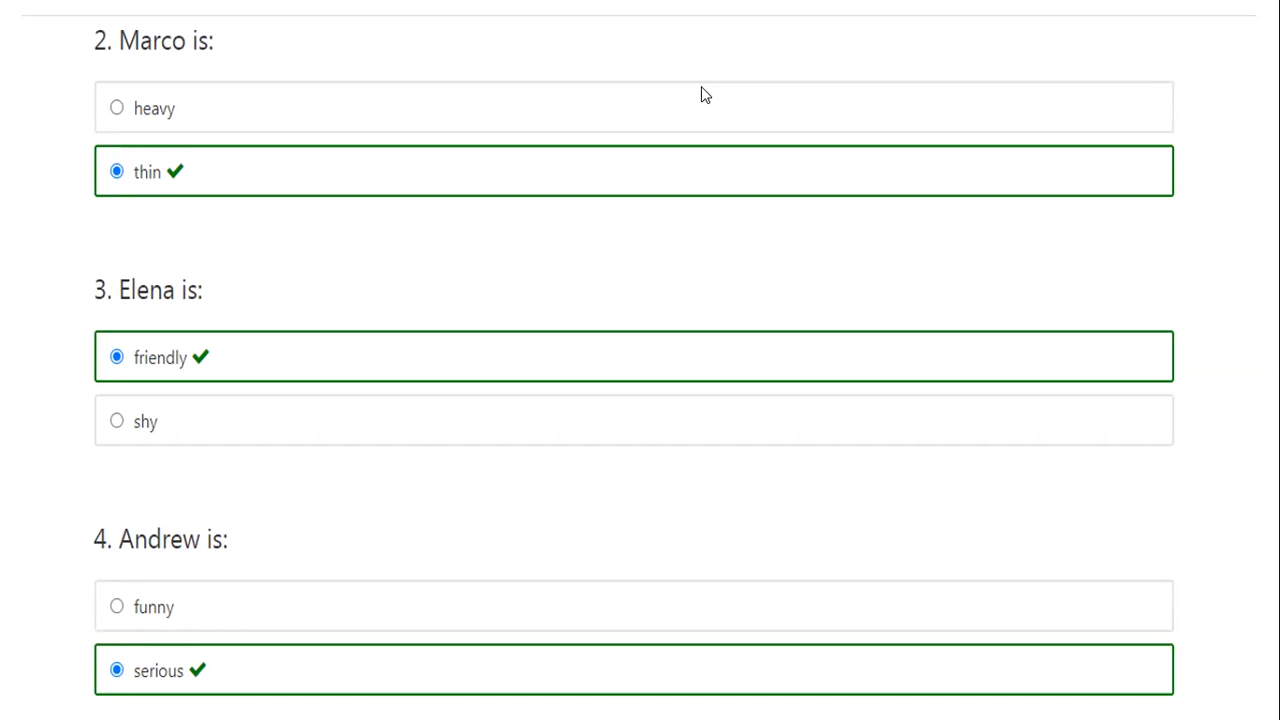 2. Marco is:
heavy
thin
3. Elena is:
friendly
shy
4. Andrew is:
funny
serious